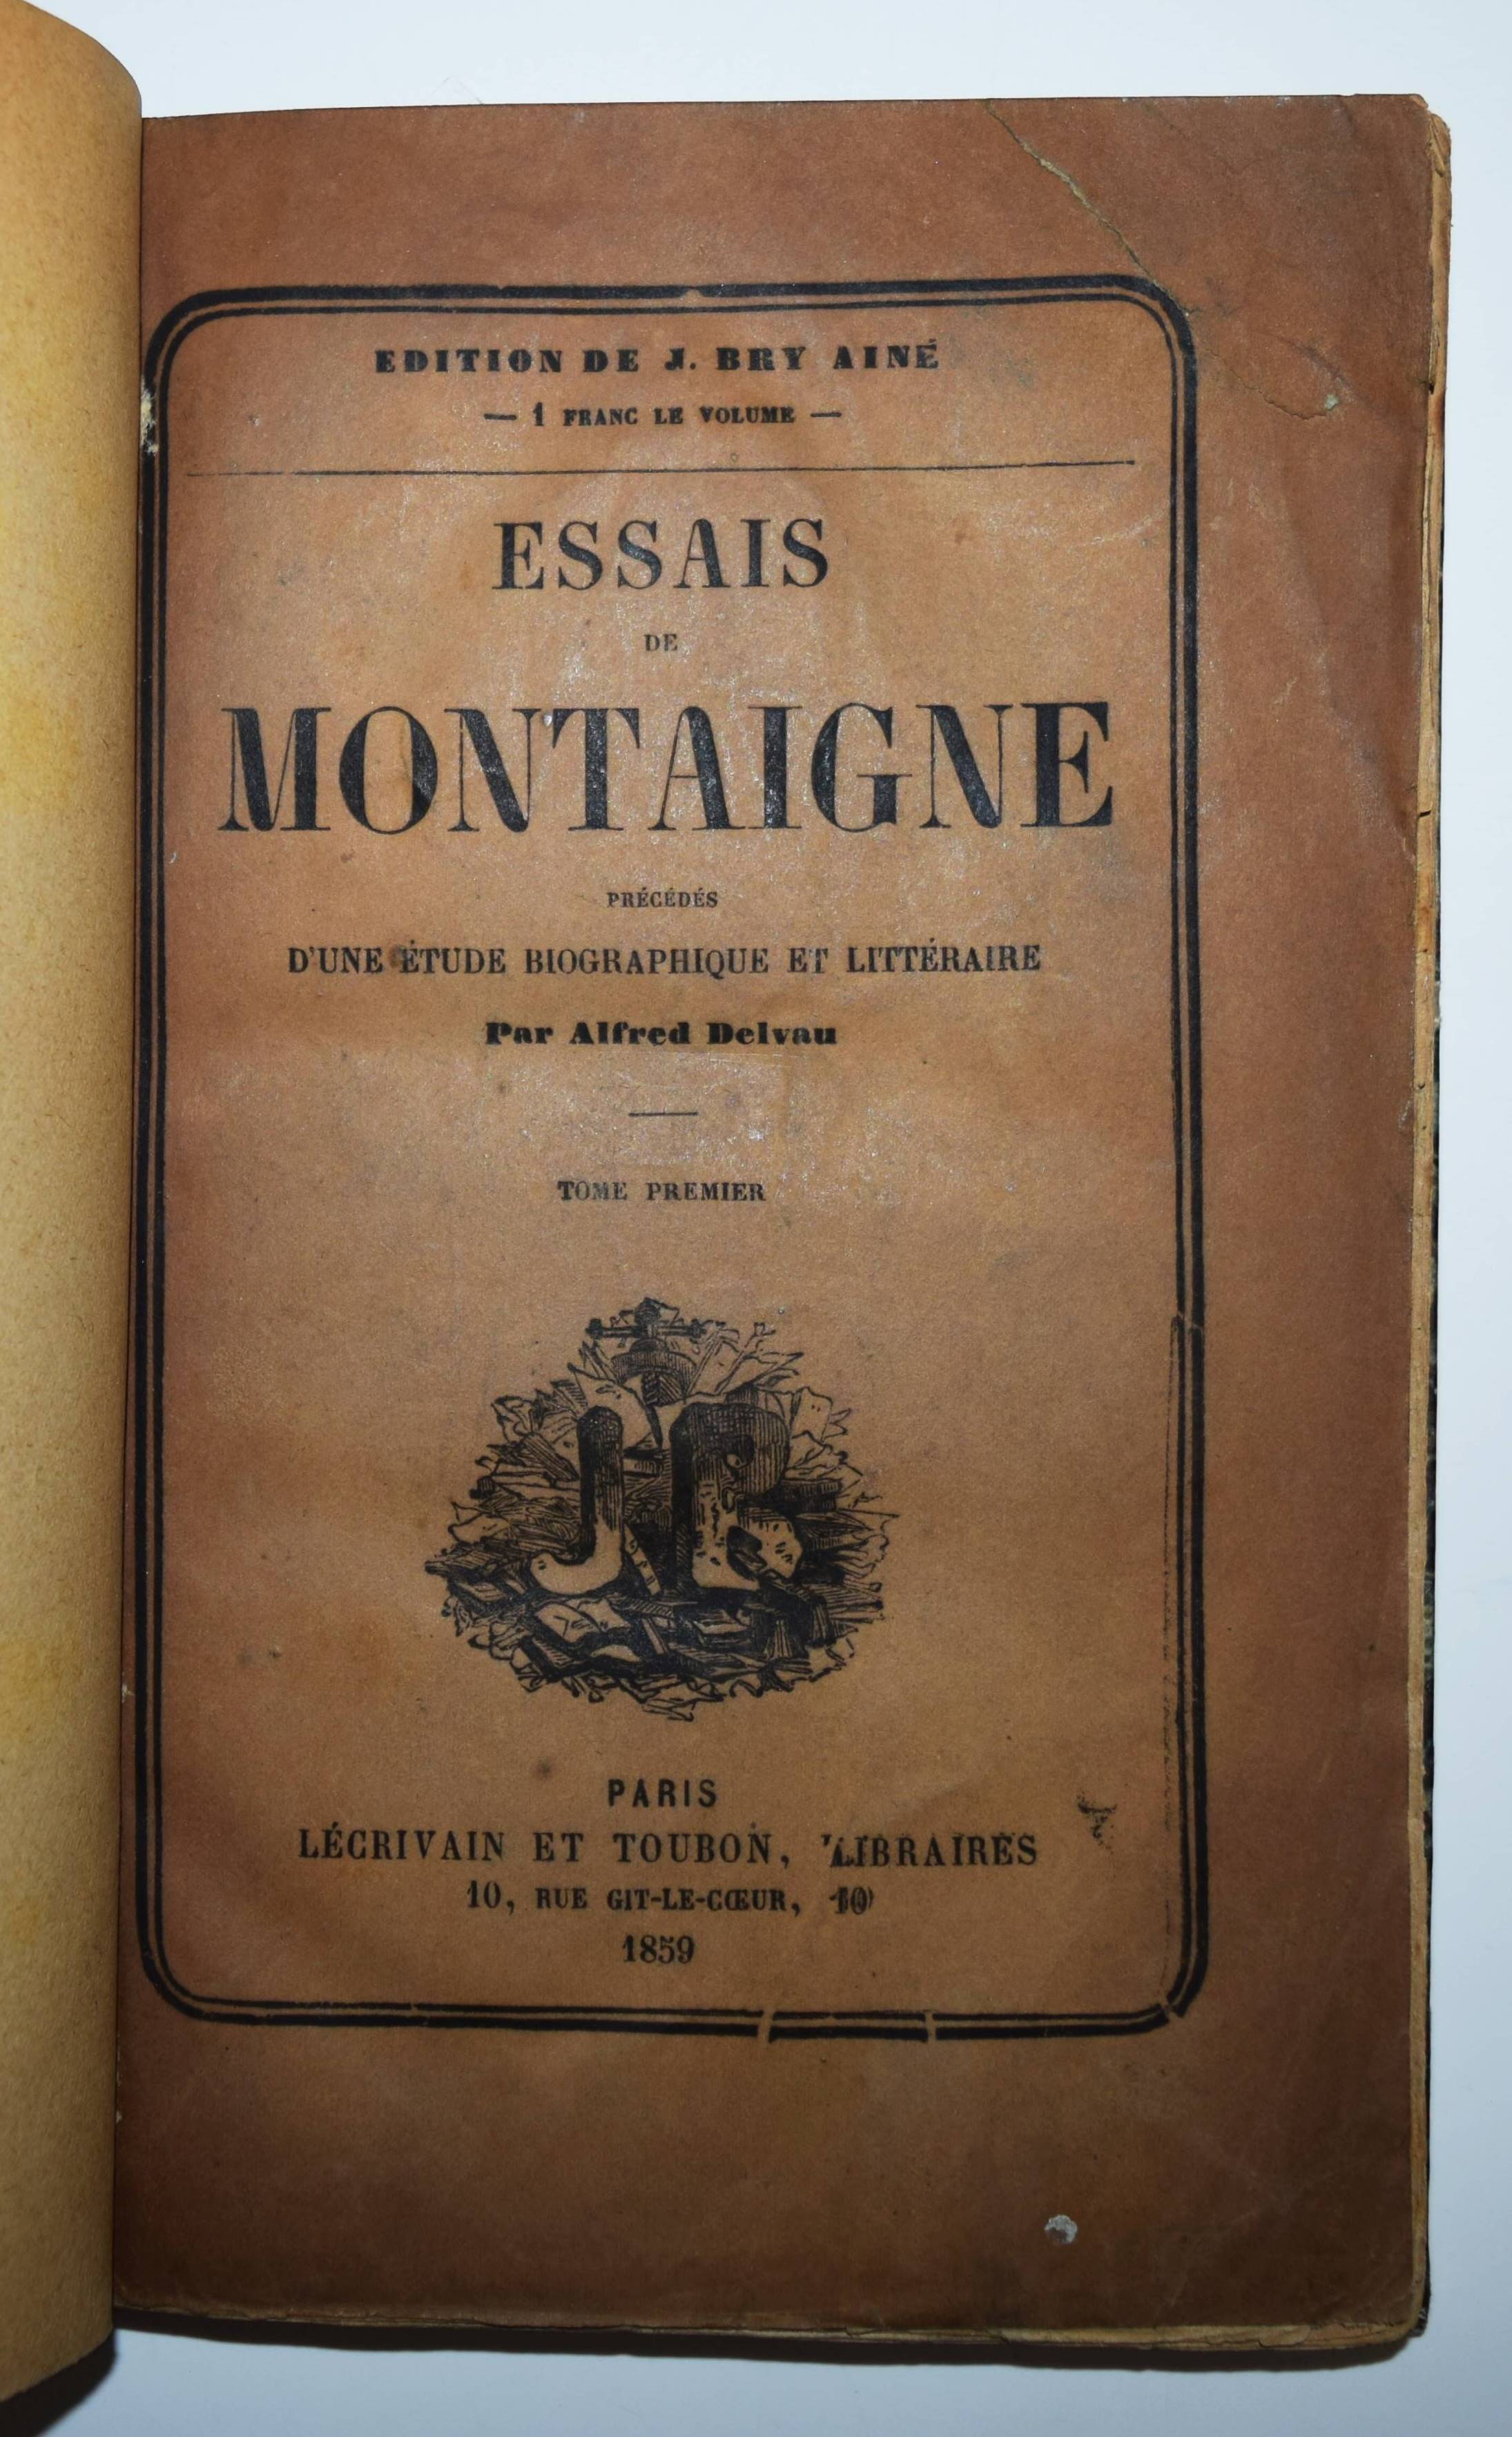 EDITION DE J. BRY AINÉ
— 1 FRANC LE VOLUME —
ESSAIS
DE
MONTAIGNE
PRÉCÉDÉS
D'UNE ÉTUDE BIOGRAPHIQUE ET LITTÉRAIRE
Par Alfred Delvau
TOME PREMIER
JB
PARIS
LÉCRIVAIN ET TOUBON, LIBRAIRES
10, RUE GIT-LE-CŒUR, 10
1859